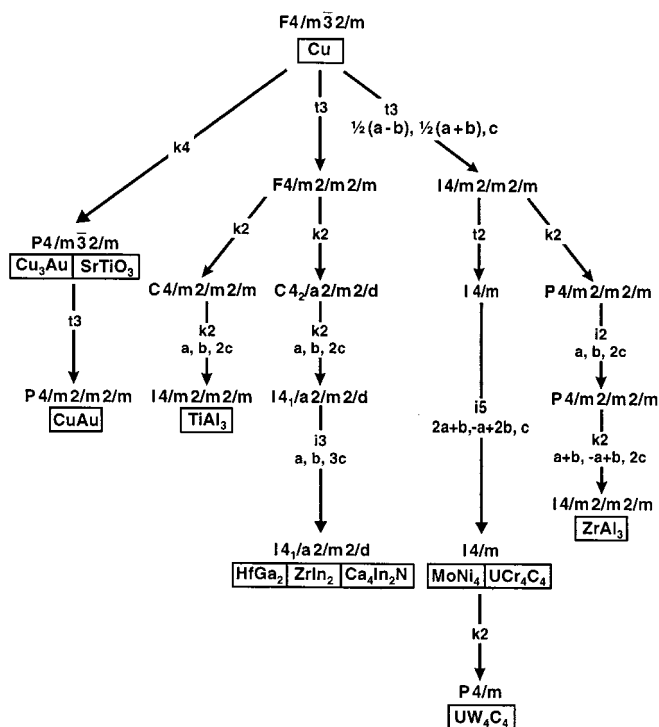 F4/m3̄2/m
Cu
t3
t3
½(a-b), ½(a+b), c
k4
F4/m2/m2/m
I4/m2/m2/m
k2
k2
t2
k2
P4/m3̄2/m
Cu₃Au SrTiO₃
C4/m2/m2/m
C4₂/a2/m2/d
I4/m
P4/m2/m2/m
t3
k2
a, b, 2c
k2
a, b, 2c
i2
a, b, 2c
P4/m2/m2/m
CuAu
I4/m2/m2/m
TiAl₃
I4₁/a2/m2/d
i5
2a+b,-a+2b, c
P4/m2/m2/m
i3
a, b, 3c
k2
a+b, -a+b, 2c
I4/m2/m2/m
ZrAl₃
I4₁/a2/m2/d
HfGa₂ ZrIn₂ Ca₄In₂N
I4/m
MoNi₄ UCr₄C₄
k2
P4/m
UW₄C₄